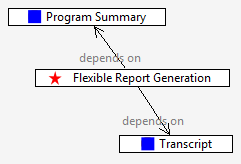 Program Summary
depends on
Flexible Report Generation
depends on
Transcript